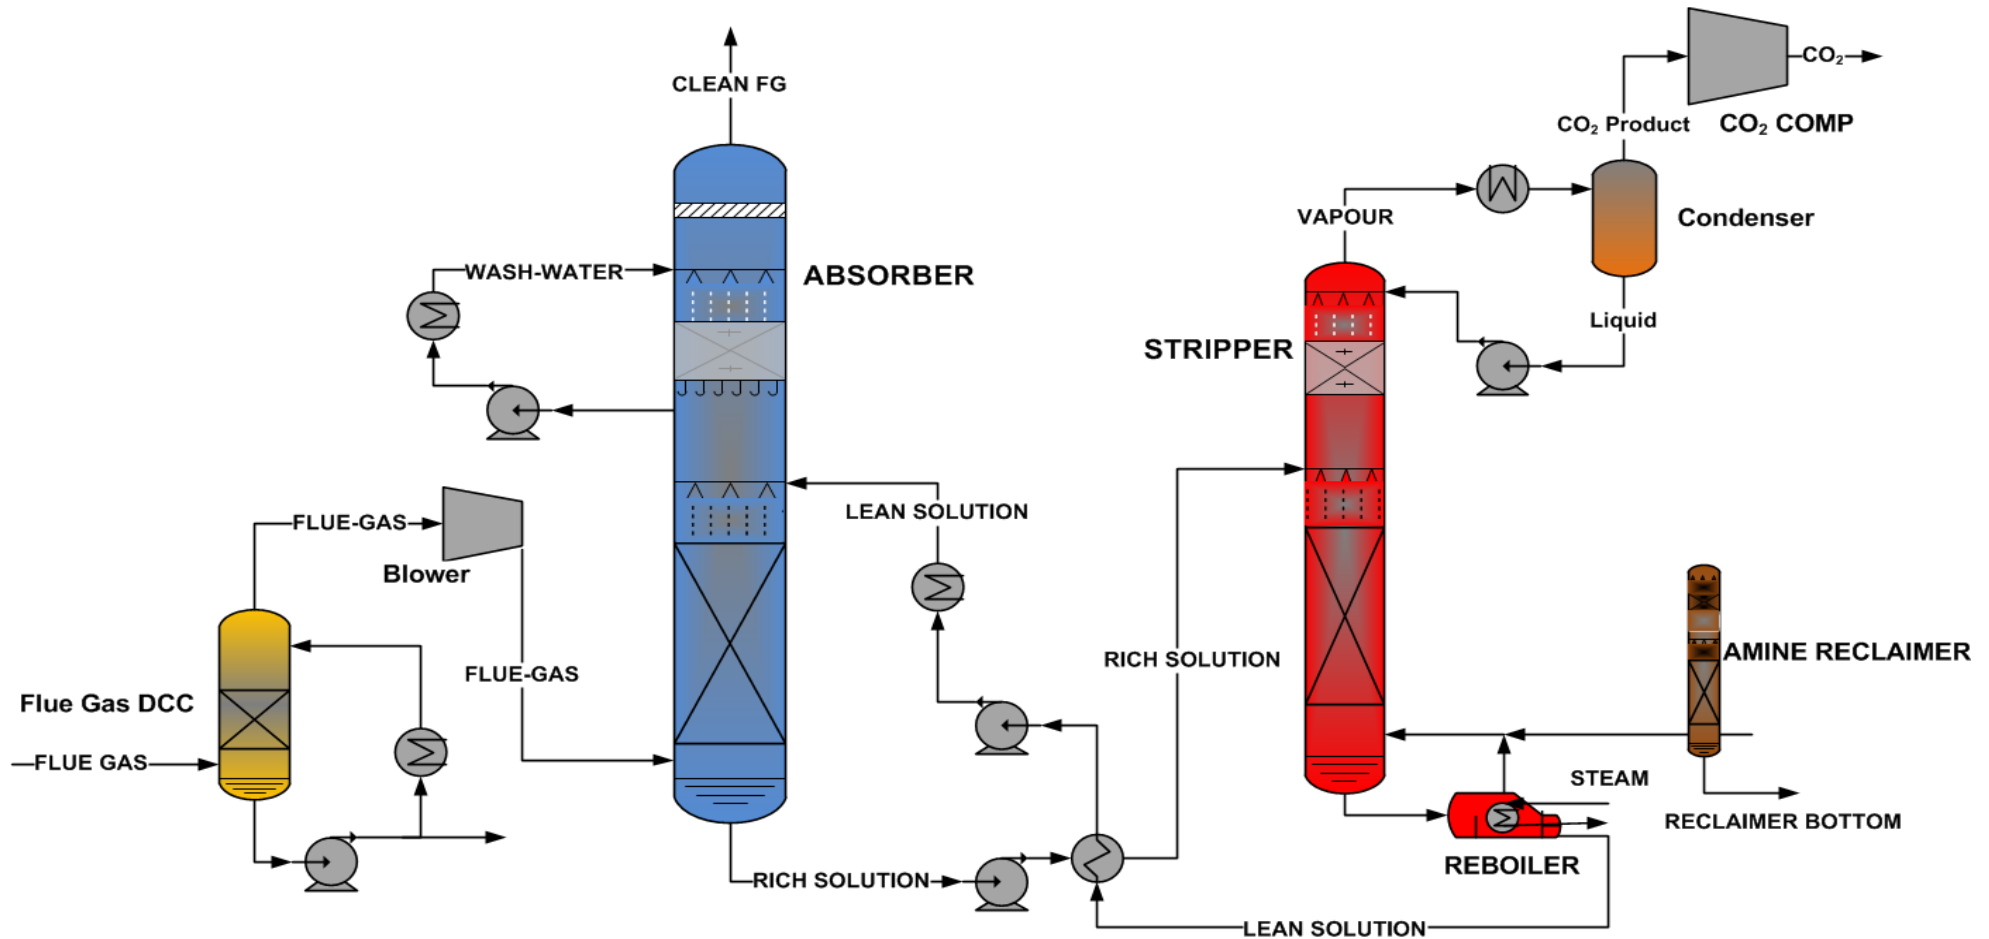 CLEAN FG
CO₂
CO₂ Product
CO₂ COMP
VAPOUR
Condenser
WASH-WATER
ABSORBER
Liquid
STRIPPER
LEAN SOLUTION
FLUE-GAS
Blower
AMINE RECLAIMER
RICH SOLUTION
FLUE-GAS
Flue Gas DCC
FLUE GAS
STEAM
RECLAIMER BOTTOM
REBOILER
RICH SOLUTION
LEAN SOLUTION